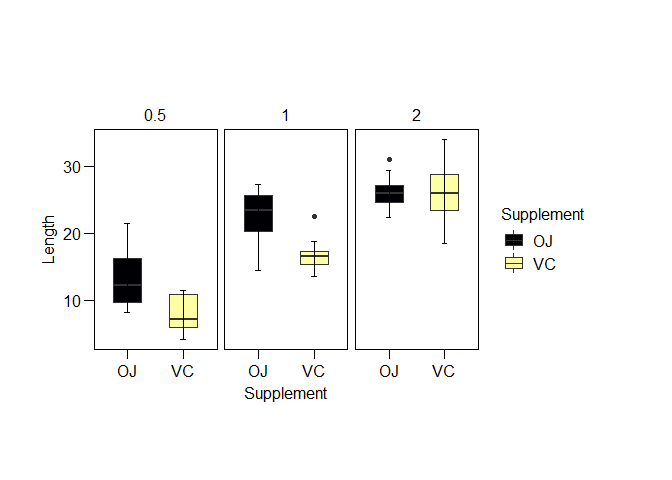 0.5 1 2
30
20
10
Length
OJ VC OJ VC OJ VC
Supplement
Supplement
OJ
VC